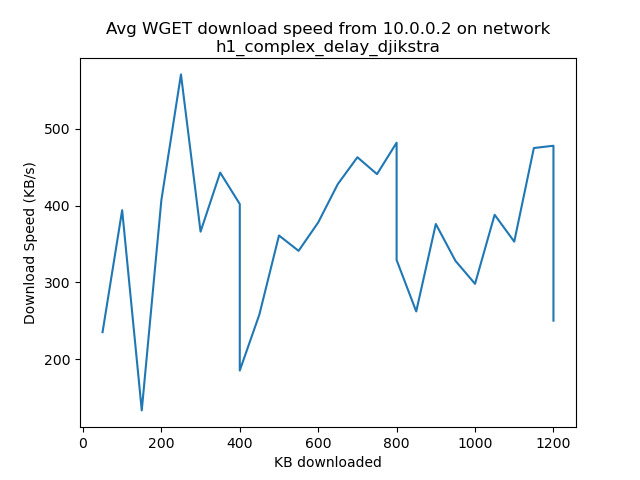 Avg WGET download speed from 10.0.0.2 on network
h1_complex_delay_djikstra
500
400
300
200
Download Speed (KB/s)
0 200 400 600 800 1000 1200
KB downloaded